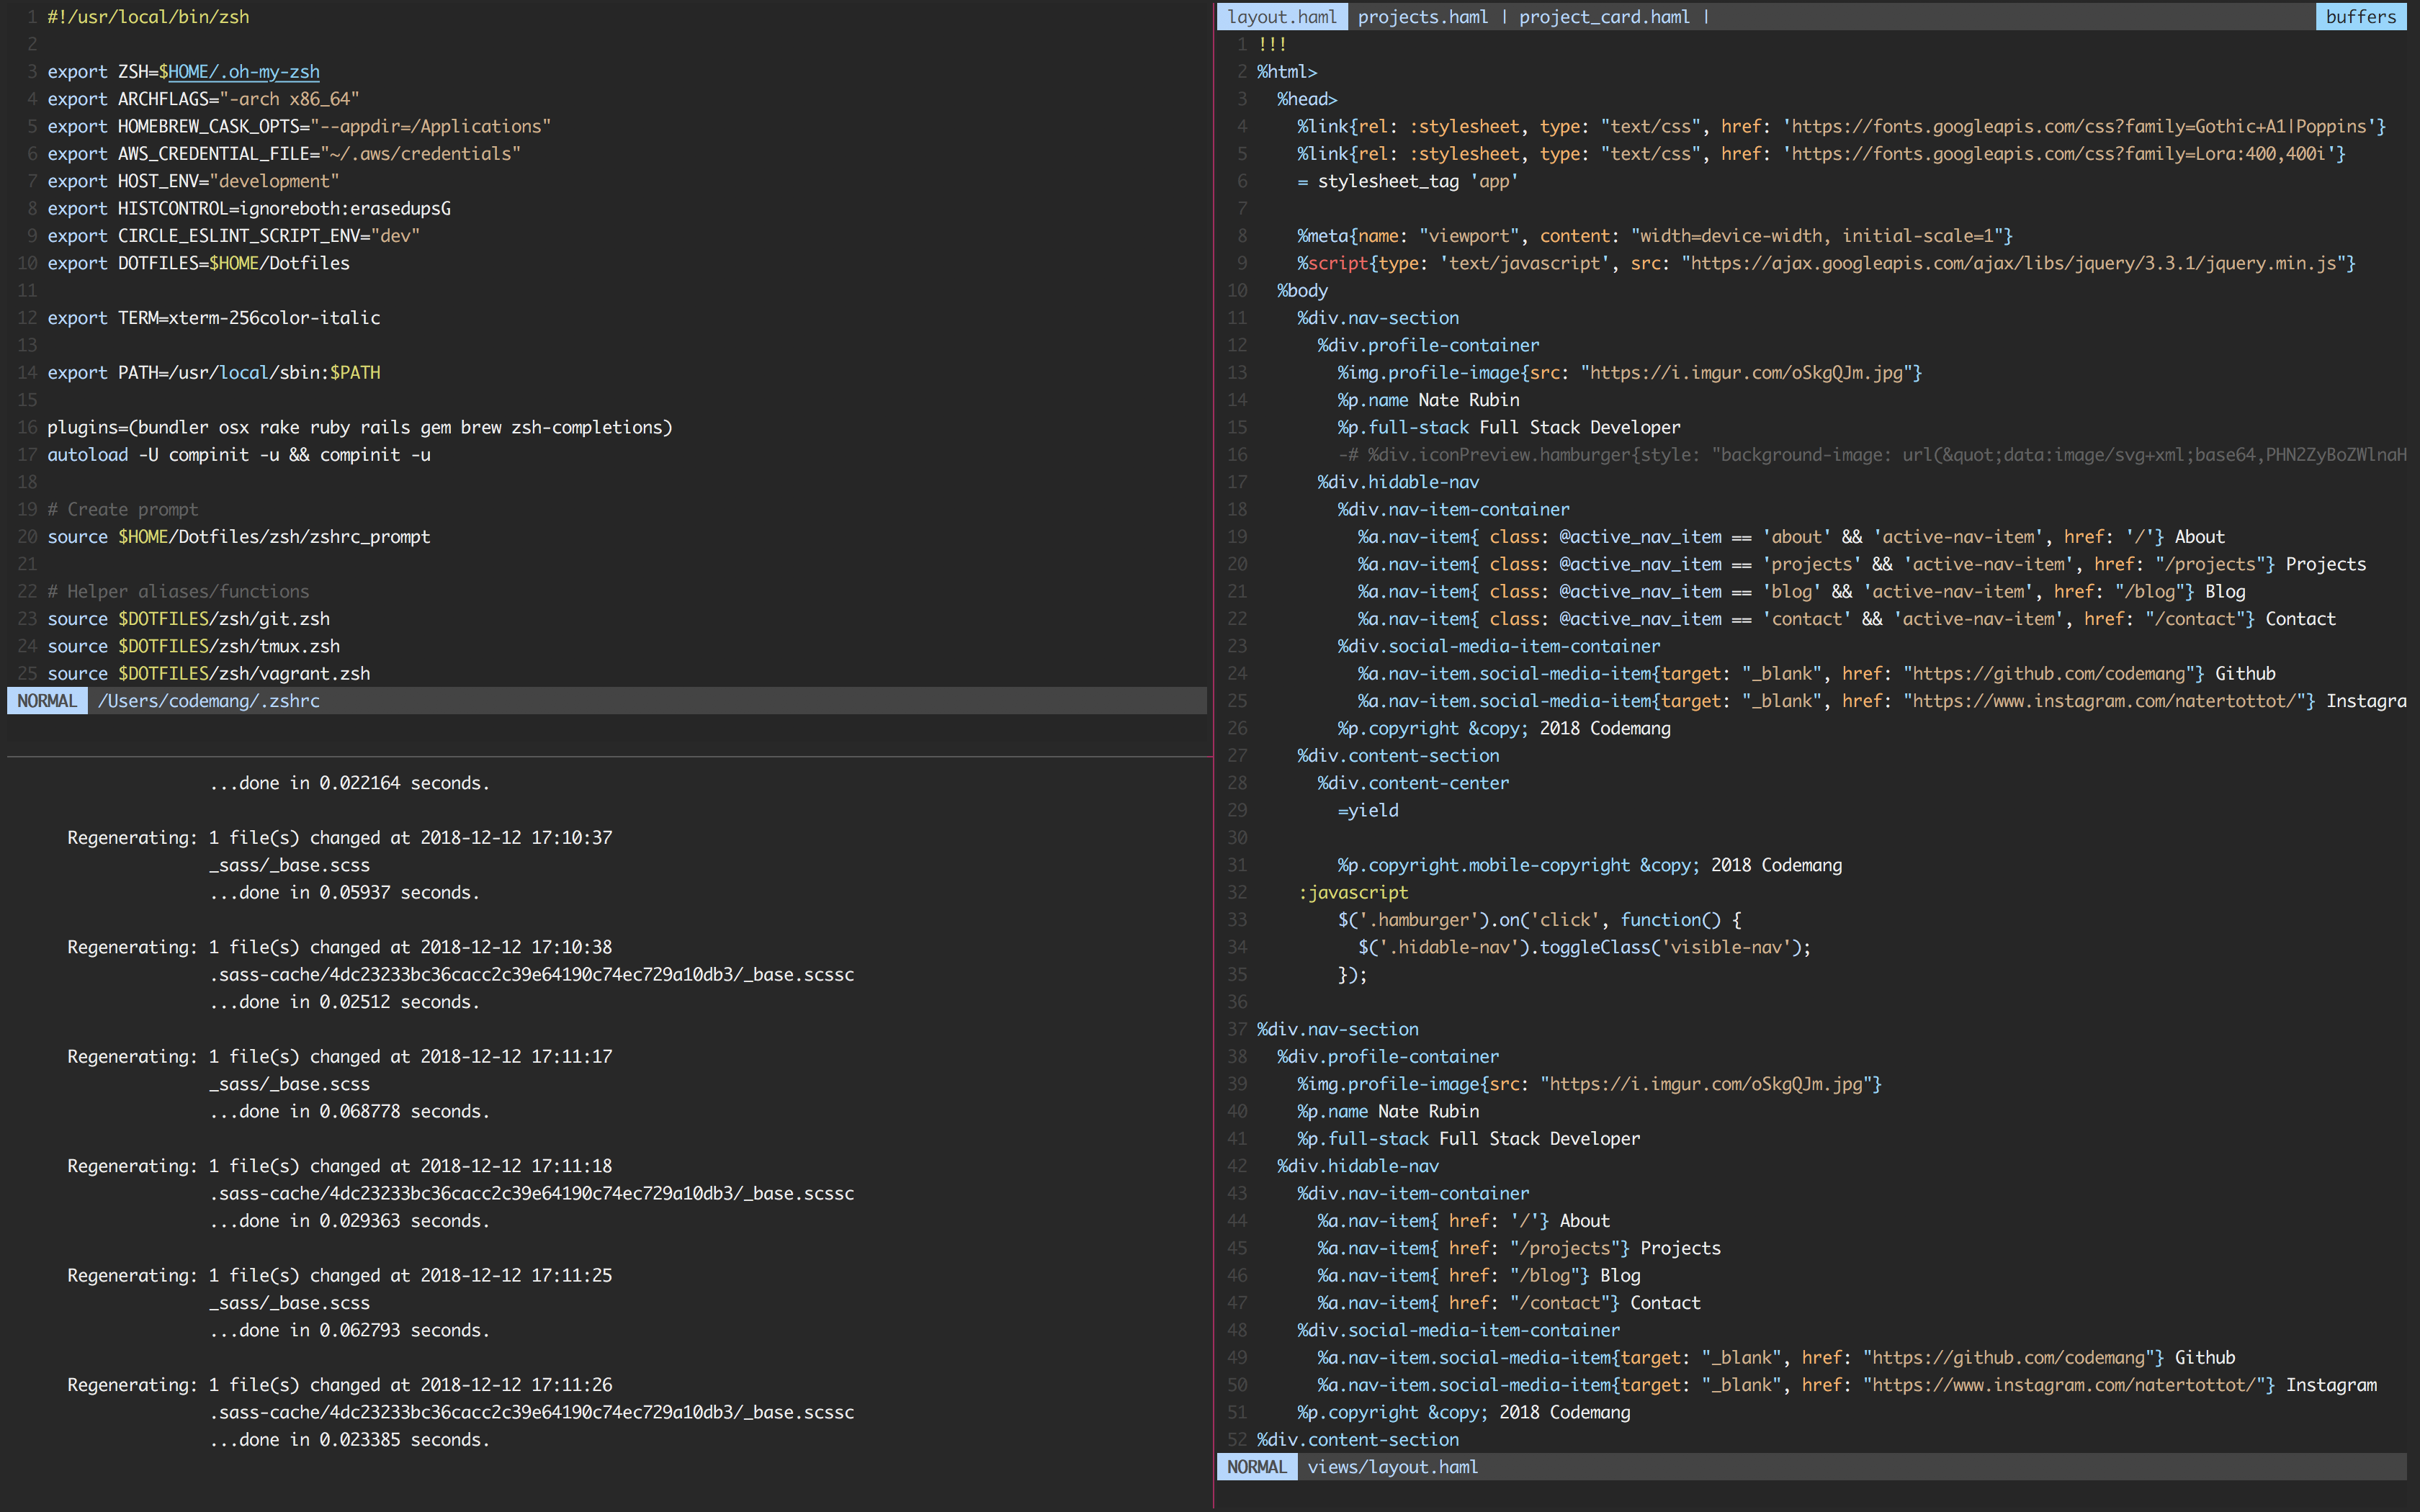 1 #!/usr/local/bin/zsh
2
3 export ZSH=$HOME/.oh-my-zsh
4 export ARCHFLAGS="-arch x86_64"
5 export HOMEBREW_CASK_OPTS="--appdir=/Applications"
6 export AWS_CREDENTIAL_FILE="~/.aws/credentials"
7 export HOST_ENV="development"
8 export HISTCONTROL=ignoreboth:erasedupsG
9 export CIRCLE_ESLINT_SCRIPT_ENV="dev"
10 export DOTFILES=$HOME/Dotfiles
11
12 export TERM=xterm-256color-italic
13
14 export PATH=/usr/local/sbin:$PATH
15
16 plugins=(bundler osx rake ruby rails gem brew zsh-completions)
17 autoload -U compinit -u && compinit -u
18
19 # Create prompt
20 source $HOME/Dotfiles/zsh/zshrc_prompt
21
22 # Helper aliases/functions
23 source $DOTFILES/zsh/git.zsh
24 source $DOTFILES/zsh/tmux.zsh
25 source $DOTFILES/zsh/vagrant.zsh
NORMAL /Users/codemang/.zshrc
...done in 0.022164 seconds.
Regenerating: 1 file(s) changed at 2018-12-12 17:10:37
_sass/_base.scss
...done in 0.05937 seconds.
Regenerating: 1 file(s) changed at 2018-12-12 17:10:38
.sass-cache/4dc23233bc36cacc2c39e64190c74ec729a10db3/_base.scssc
...done in 0.02512 seconds.
Regenerating: 1 file(s) changed at 2018-12-12 17:11:17
_sass/_base.scss
...done in 0.068778 seconds.
Regenerating: 1 file(s) changed at 2018-12-12 17:11:18
.sass-cache/4dc23233bc36cacc2c39e64190c74ec729a10db3/_base.scssc
...done in 0.029363 seconds.
Regenerating: 1 file(s) changed at 2018-12-12 17:11:25
_sass/_base.scss
...done in 0.062793 seconds.
Regenerating: 1 file(s) changed at 2018-12-12 17:11:26
.sass-cache/4dc23233bc36cacc2c39e64190c74ec729a10db3/_base.scssc
...done in 0.023385 seconds.
layout.haml projects.haml | project_card.haml | buffers
1 !!!
2 %html>
3 %head>
4 %link{rel: :stylesheet, type: "text/css", href: 'https://fonts.googleapis.com/css?family=Gothic+A1|Poppins'}
5 %link{rel: :stylesheet, type: "text/css", href: 'https://fonts.googleapis.com/css?family=Lora:400,400i'}
6 = stylesheet_tag 'app'
7
8 %meta{name: "viewport", content: "width=device-width, initial-scale=1"}
9 %script{type: 'text/javascript', src: "https://ajax.googleapis.com/ajax/libs/jquery/3.3.1/jquery.min.js"}
10 %body
11 %div.nav-section
12 %div.profile-container
13 %img.profile-image{src: "https://i.imgur.com/oSkgQJm.jpg"}
14 %p.name Nate Rubin
15 %p.full-stack Full Stack Developer
16 -# %div.iconPreview.hamburger{style: "background-image: url(&quot;data:image/svg+xml;base64,PHN2ZyBoZWlnaH
17 %div.hidable-nav
18 %div.nav-item-container
19 %a.nav-item{ class: @active_nav_item == 'about' && 'active-nav-item', href: '/'} About
20 %a.nav-item{ class: @active_nav_item == 'projects' && 'active-nav-item', href: "/projects"} Projects
21 %a.nav-item{ class: @active_nav_item == 'blog' && 'active-nav-item', href: "/blog"} Blog
22 %a.nav-item{ class: @active_nav_item == 'contact' && 'active-nav-item', href: "/contact"} Contact
23 %div.social-media-item-container
24 %a.nav-item.social-media-item{target: "_blank", href: "https://github.com/codemang"} Github
25 %a.nav-item.social-media-item{target: "_blank", href: "https://www.instagram.com/natertottot/"} Instagra
26 %p.copyright &copy; 2018 Codemang
27 %div.content-section
28 %div.content-center
29 =yield
30
31 %p.copyright.mobile-copyright &copy; 2018 Codemang
32 :javascript
33 $('.hamburger').on('click', function() {
34 $('.hidable-nav').toggleClass('visible-nav');
35 });
36
37 %div.nav-section
38 %div.profile-container
39 %img.profile-image{src: "https://i.imgur.com/oSkgQJm.jpg"}
40 %p.name Nate Rubin
41 %p.full-stack Full Stack Developer
42 %div.hidable-nav
43 %div.nav-item-container
44 %a.nav-item{ href: '/'} About
45 %a.nav-item{ href: "/projects"} Projects
46 %a.nav-item{ href: "/blog"} Blog
47 %a.nav-item{ href: "/contact"} Contact
48 %div.social-media-item-container
49 %a.nav-item.social-media-item{target: "_blank", href: "https://github.com/codemang"} Github
50 %a.nav-item.social-media-item{target: "_blank", href: "https://www.instagram.com/natertottot/"} Instagram
51 %p.copyright &copy; 2018 Codemang
52 %div.content-section
NORMAL views/layout.haml